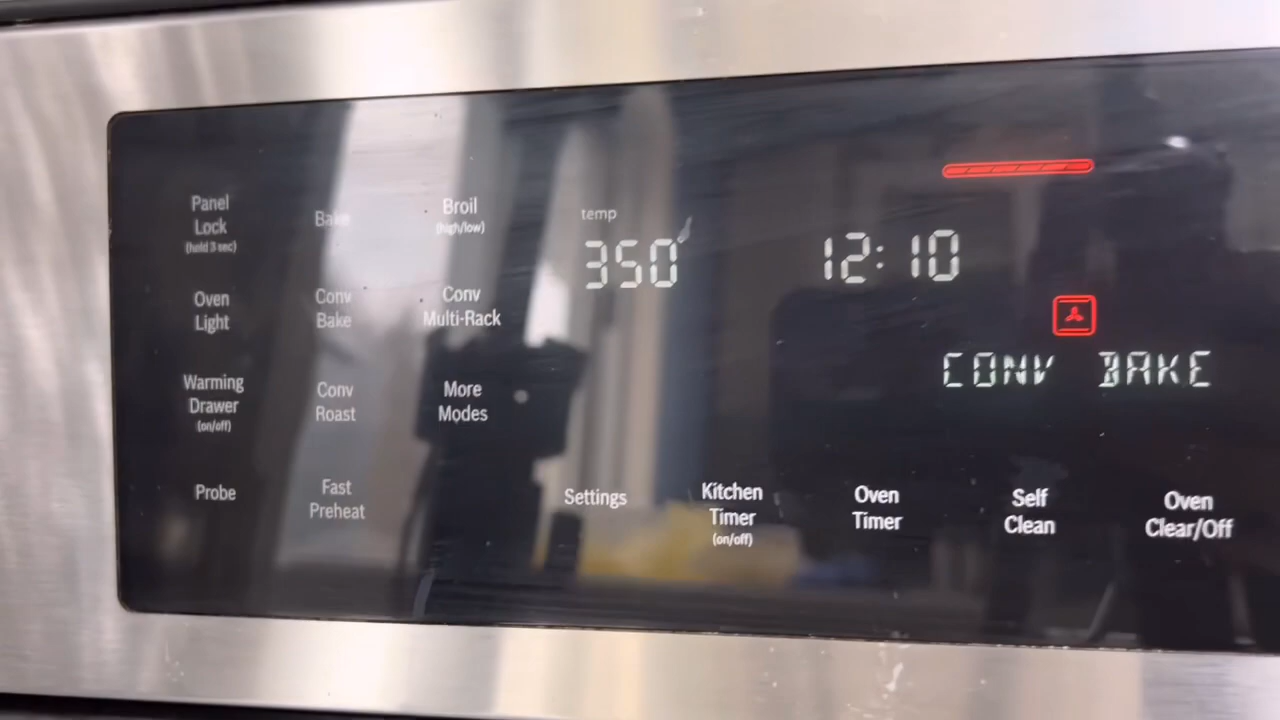 Panel
Lock
(hold 3 sec)
Bake
Broil
(high/low)
temp
350°
12:10
Oven
Light
Conv
Bake
Conv
Multi-Rack
CONV BAKE
Warming
Drawer
(on/off)
Conv
Roast
More
Modes
Probe
Fast
Preheat
Settings
Kitchen
Timer
(on/off)
Oven
Timer
Self
Clean
Oven
Clear/Off